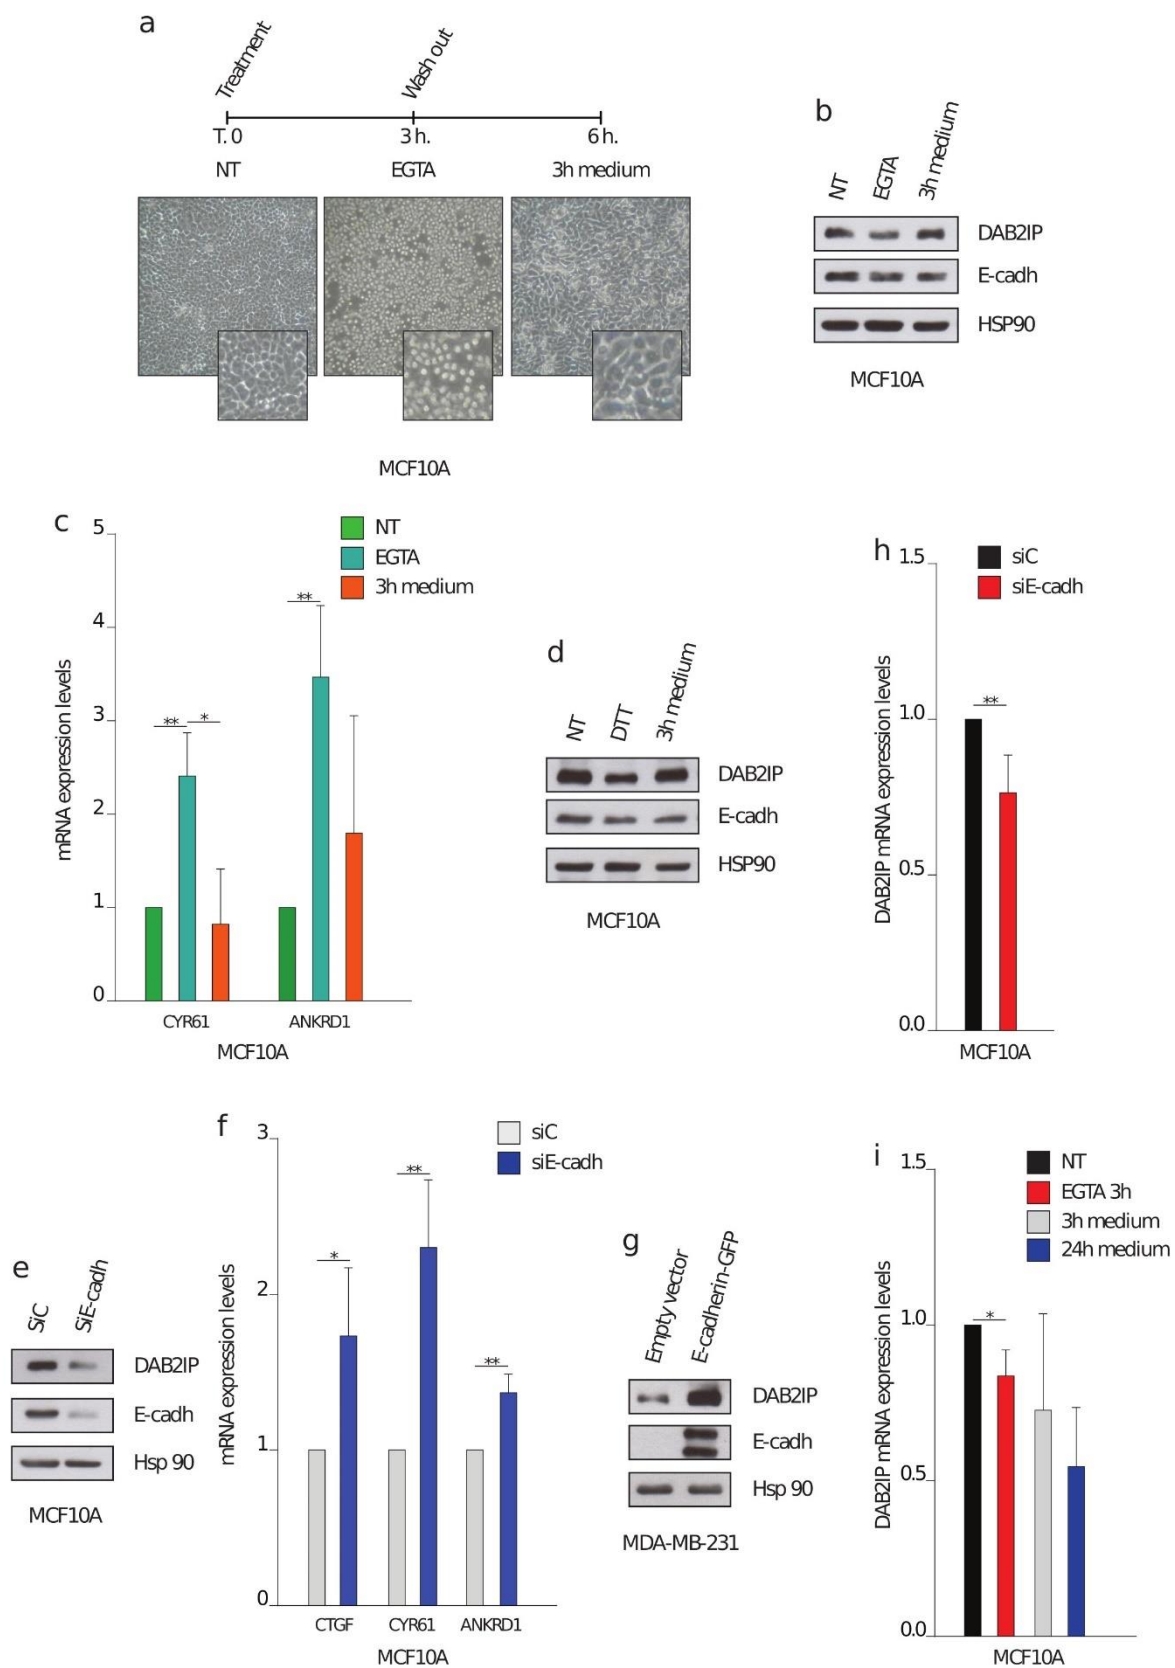 a
Treatment
Wash out
T. 0
3h.
6h.
NT
EGTA
3h medium
MCF10A
b
NT
EGTA
3h medium
DAB2IP
E-cadh
HSP90
MCF10A
c
NT
EGTA
3h medium
mRNA expression levels
5
4
3
2
1
0
**
*
**
CYR61
ANKRD1
MCF10A
d
NT
DTT
3h medium
DAB2IP
E-cadh
HSP90
MCF10A
h
siC
siE-cadh
DAB2IP mRNA expression levels
1.5
1.0
0.5
0.0
**
MCF10A
e
SiC
SiE-cadh
DAB2IP
E-cadh
Hsp 90
MCF10A
f
siC
siE-cadh
mRNA expression levels
3
2
1
0
*
**
**
CTGF
CYR61
ANKRD1
MCF10A
g
Empty vector
E-cadherin-GFP
DAB2IP
E-cadh
Hsp 90
MDA-MB-231
i
NT
EGTA 3h
3h medium
24h medium
DAB2IP mRNA expression levels
1.5
1.0
0.5
0.0
*
MCF10A